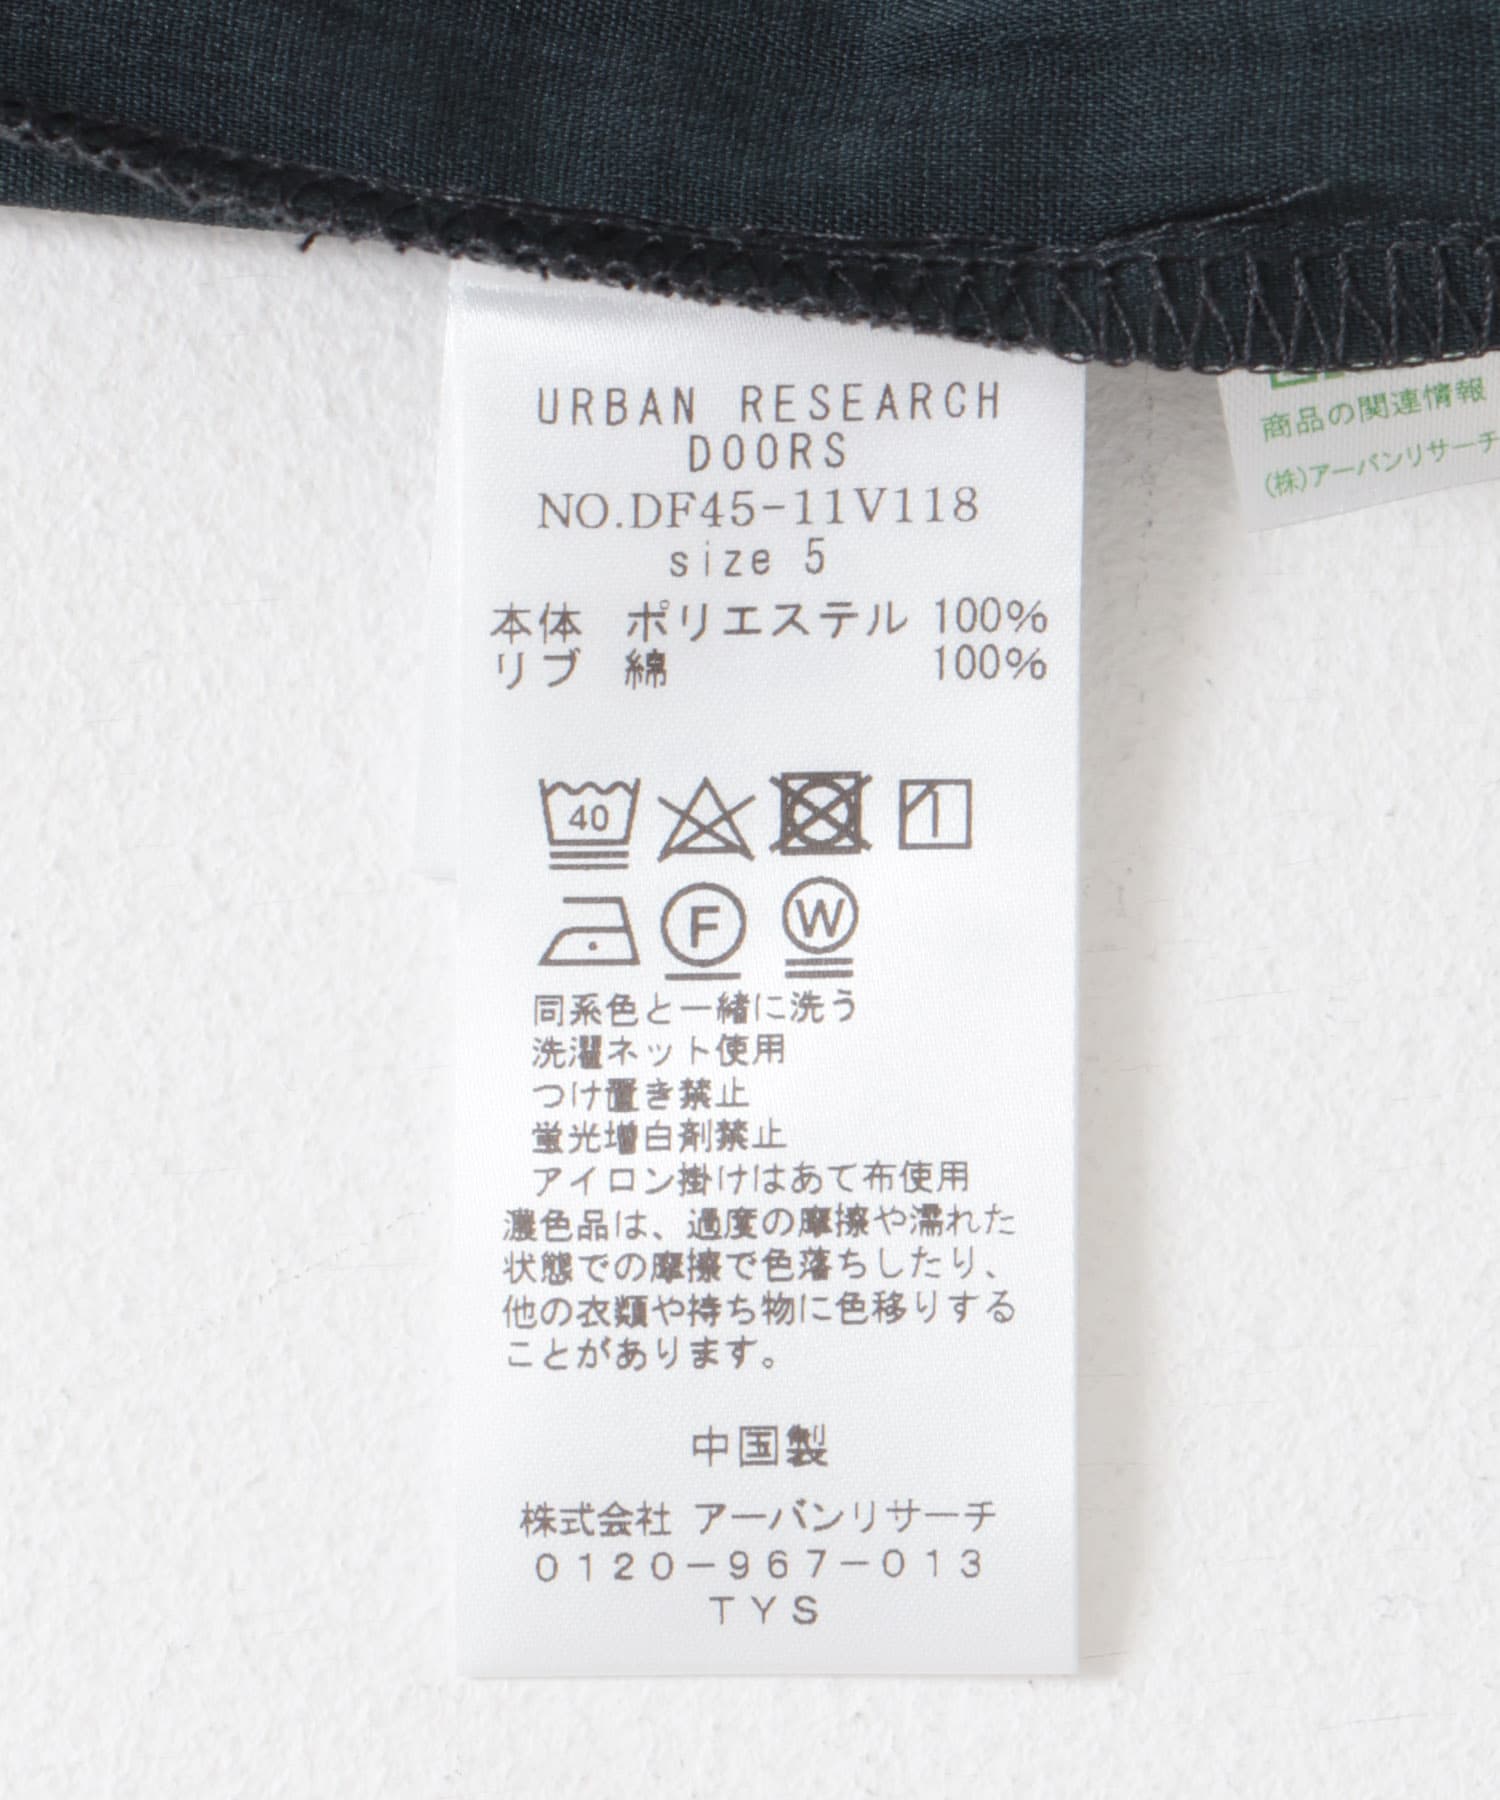 URBAN RESEARCH
DOORS
NO.DF45-11V118
size 5
本体 ポリエステル 100%
リブ 綿 100%
40
F
W
同系色と一緒に洗う
洗濯ネット使用
つけ置き禁止
蛍光増白剤禁止
アイロン掛けはあて布使用
濃色品は、過度の摩擦や濡れた
状態での摩擦で色落ちしたり、
他の衣類や持ち物に色移りする
ことがあります。
中国製
株式会社 アーバンリサーチ
0120-967-013
TYS
商品の関連情報
(株)アーバンリサーチ